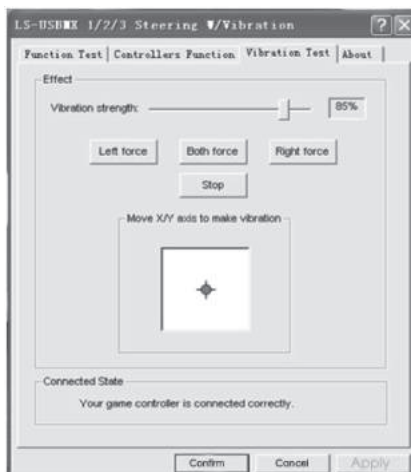 LS-USBMX 1/2/3 Steering W/Vibration
Function Test Controllers Function Vibration Test About
Effect
Vibration strength: 85%
Left force Both force Right force
Stop
Move X/Y axis to make vibration
Connected State
Your game controller is connected correctly.
Confirm Concel Apply